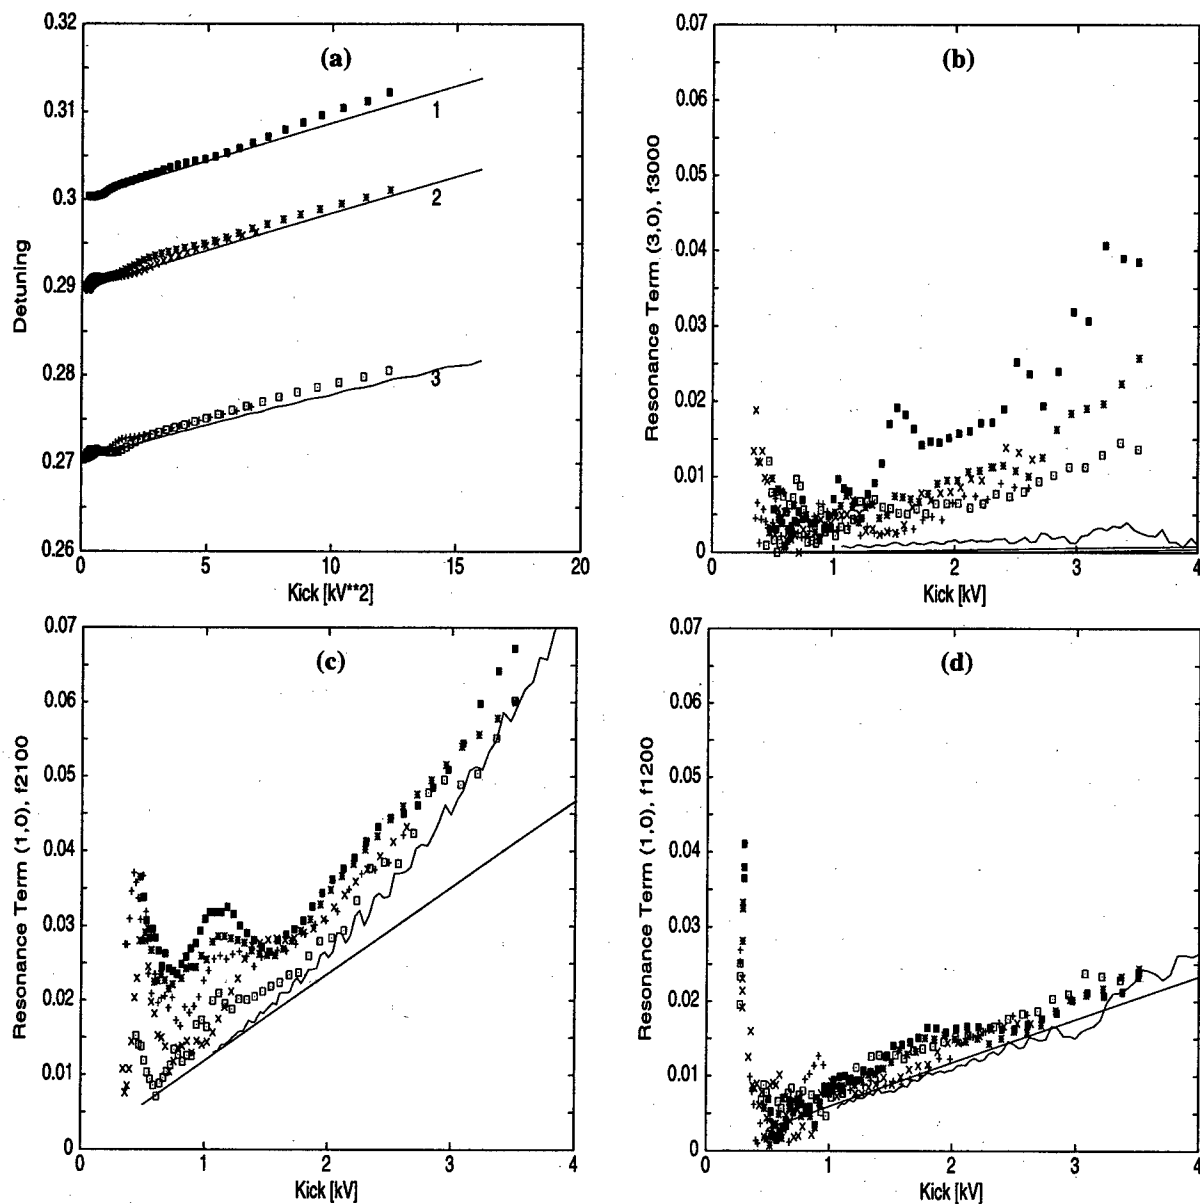 (a)
0.32
0.31
0.3
0.29
0.28
0.27
0.26
Detuning
1
2
3
0 5 10 15 20
Kick [kV**2]
(b)
0.07
0.06
0.05
0.04
0.03
0.02
0.01
0
Resonance Term (3,0), f3000
0 1 2 3 4
Kick [kV]
(c)
0.07
0.06
0.05
0.04
0.03
0.02
0.01
0
Resonance Term (1,0), f2100
0 1 2 3 4
Kick [kV]
(d)
0.07
0.06
0.05
0.04
0.03
0.02
0.01
0
Resonance Term (1,0), f1200
0 1 2 3 4
Kick [kV]